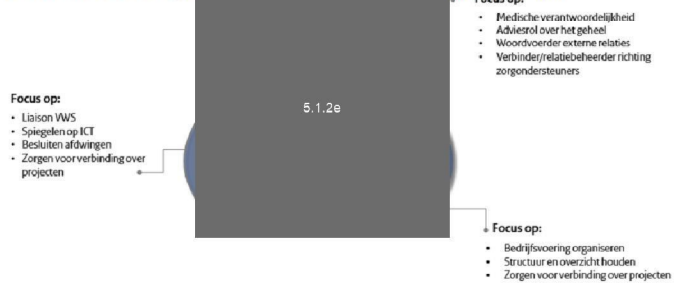 Focus op:
• Medische verantwoordelijkheid
• Adviesrol over het geheel
• Woordvoerder externe relaties
• Verbinder/relatiebeheerder richting
zorgondersteuners
5.1.2e
Focus op:
• Liaison VWS
• Spiegelen op ICT
• Besluiten afdwingen
• Zorgen voor verbinding over
projecten
Focus op:
• Bedrijfsvoering organiseren
• Structuur en overzicht houden
• Zorgen voor verbinding over projecten